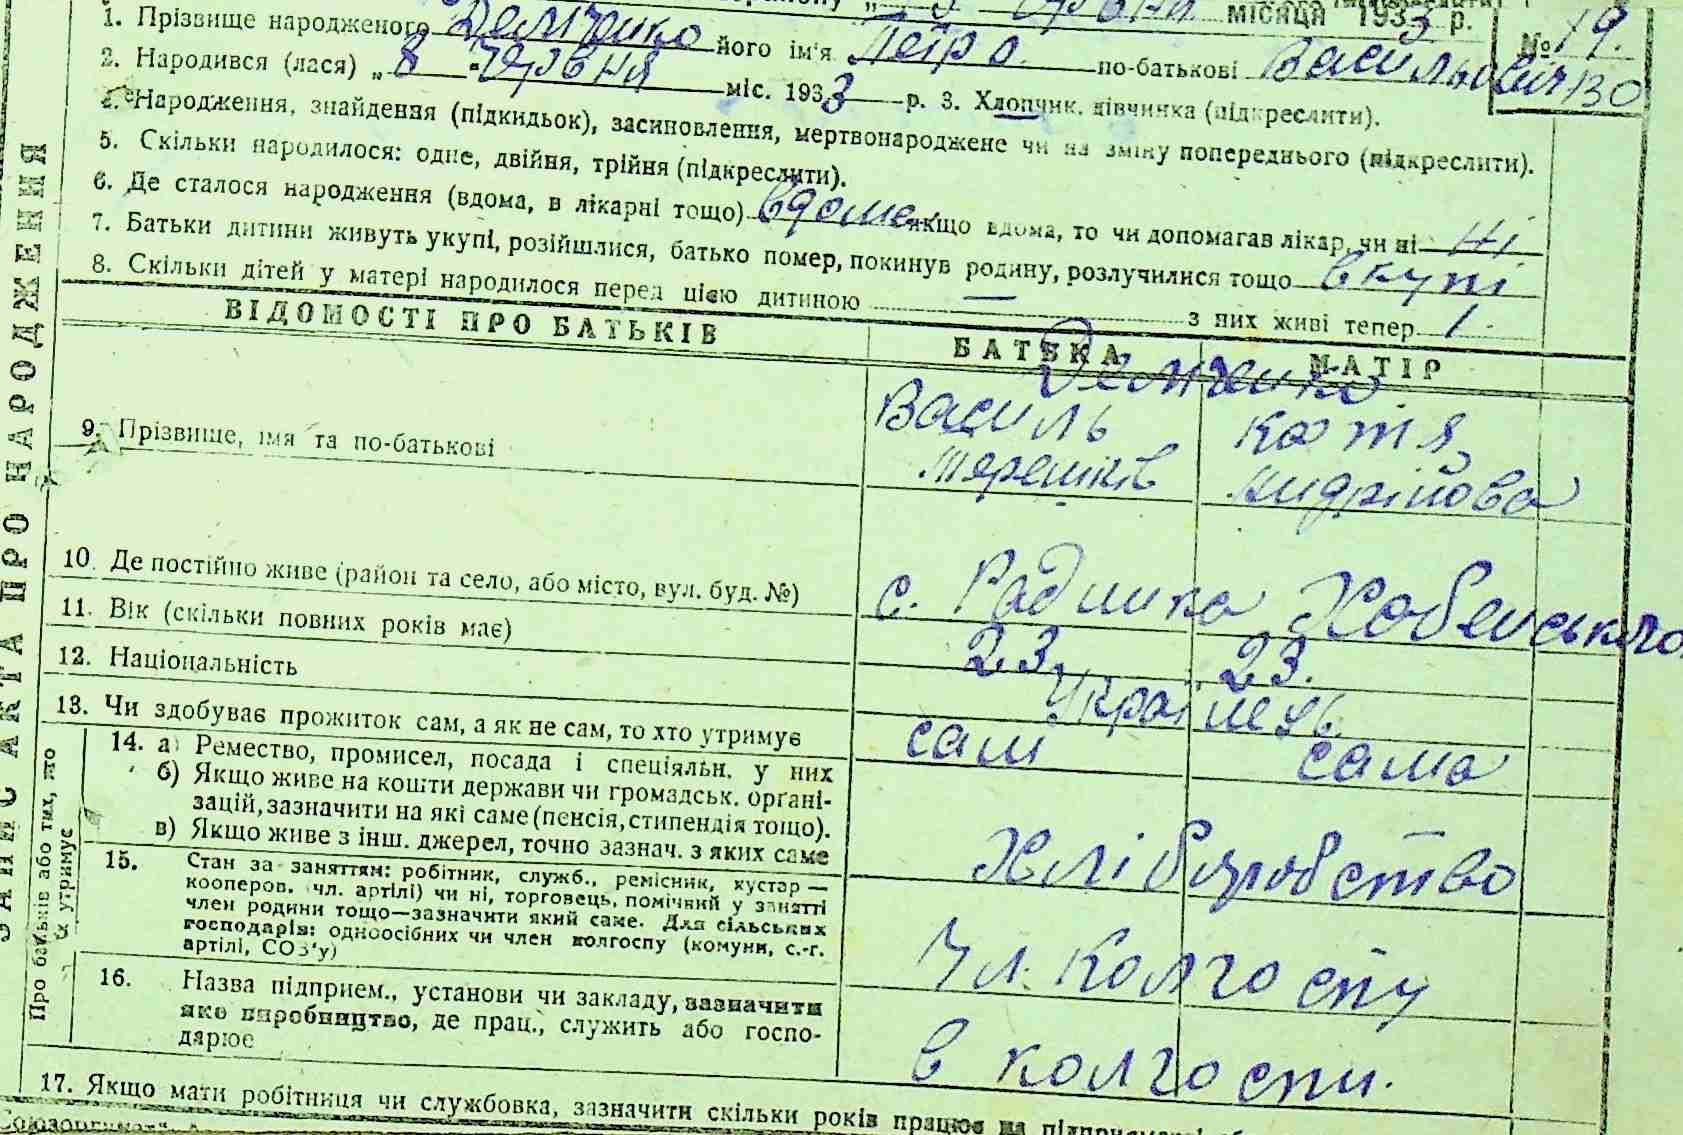 місяця 1933 р.
№ 19.
1. Прізвище народженого Демченко його ім'я Петро по-батькові Васильович
2. Народився (лася) „8 червня міс. 1933 р. 3. Хлопчик, дівчинка (підкреслити).
4. Народження, знайдення (підкидьок), засиновлення, мертвонароджене чи на зміну попереднього (підкреслити).
5. Скільки народилося: одне, двійня, трійня (підкреслити).
6. Де сталося народження (вдома, в лікарні тощо) вдома якщо вдома, то чи допомагав лікар, чи ні ні
7. Батьки дитини живуть укупі, розійшлися, батько помер, покинув родину, розлучилися тощо вкупі
8. Скільки дітей у матері народилося перед цією дитиною — з них живі тепер 1.
ЗАПИС АКТА ПРО НАРОДЖЕННЯ
ВІДОМОСТІ ПРО БАТЬКІВ БАТЬКА МАТІР
Демченко
9. Прізвище, імя та по-батькові Василь Катя
10. Де постійно живе (район та село, або місто, вул. буд. №) с. Радинка Хабенського
11. Вік (скільки повних років має) 23 23.
12. Національність Українець
13. Чи здобуває прожиток сам, а як не сам, то хто утримує сам сама
Про батьків або тих, що їх утримує
14. а) Ремество, промисел, посада і спеціяльн. у них
б) Якщо живе на кошти держави чи громадськ. органі-
зацій, зазначити на які саме (пенсія, стипендія тощо).
в) Якщо живе з інш. джерел, точно зазнач. з яких саме
Хліборобство
15. Стан за заняттям: робітник, служб., ремісник, кустар —
кооперов. чл. артілі) чи ні, торговець, помічний у занятті
член родини тощо—зазначити який саме. Для сільських
господарів: одноосібних чи член колгоспу (комуни, с.-г.
артілі, СОЗ'у)
Чл. колгоспу
16. Назва підприєм., установи чи закладу, зазначити
яке виробництво, де прац., служить або госпо-
дарює
в колгоспи.
17. Якщо мати робітниця чи службовка, зазначити скільки років працює на